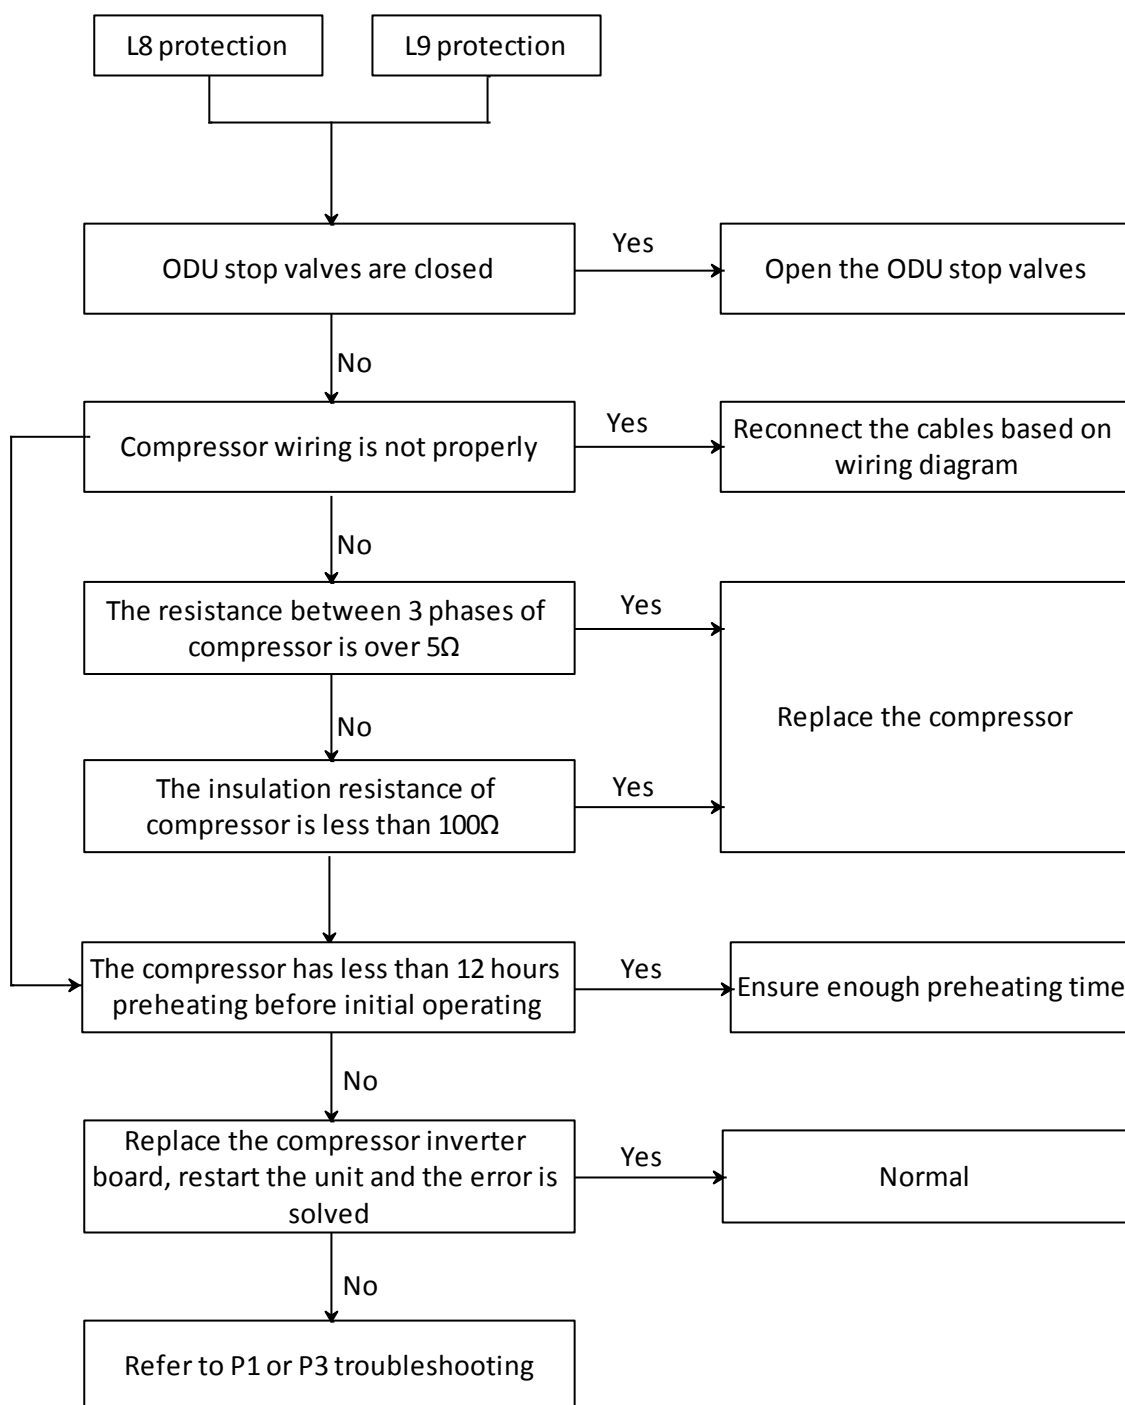 L8 protection
L9 protection
ODU stop valves are closed
Yes
Open the ODU stop valves
No
Compressor wiring is not properly
Yes
Reconnect the cables based on
wiring diagram
No
The resistance between 3 phases of
compressor is over 5Ω
Yes
Replace the compressor
No
The insulation resistance of
compressor is less than 100Ω
Yes
The compressor has less than 12 hours
preheating before initial operating
Yes
Ensure enough preheating time
No
Replace the compressor inverter
board, restart the unit and the error is
solved
Yes
Normal
No
Refer to P1 or P3 troubleshooting